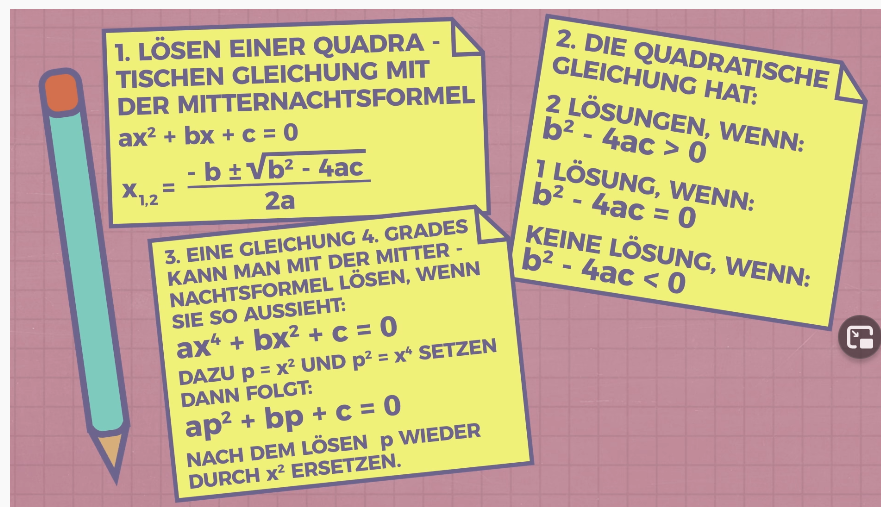 1. LÖSEN EINER QUADRA -
TISCHEN GLEICHUNG MIT
DER MITTERNACHTSFORMEL
ax² + bx + c = 0
x₁,₂ = (- b ± √(b² - 4ac)) / 2a
2. DIE QUADRATISCHE
GLEICHUNG HAT:
2 LÖSUNGEN, WENN:
b² - 4ac > 0
1 LÖSUNG, WENN:
b² - 4ac = 0
KEINE LÖSUNG, WENN:
b² - 4ac < 0
3. EINE GLEICHUNG 4. GRADES
KANN MAN MIT DER MITTER -
NACHTSFORMEL LÖSEN, WENN
SIE SO AUSSIEHT:
ax⁴ + bx² + c = 0
DAZU p = x² UND p² = x⁴ SETZEN
DANN FOLGT:
ap² + bp + c = 0
NACH DEM LÖSEN p WIEDER
DURCH x² ERSETZEN.